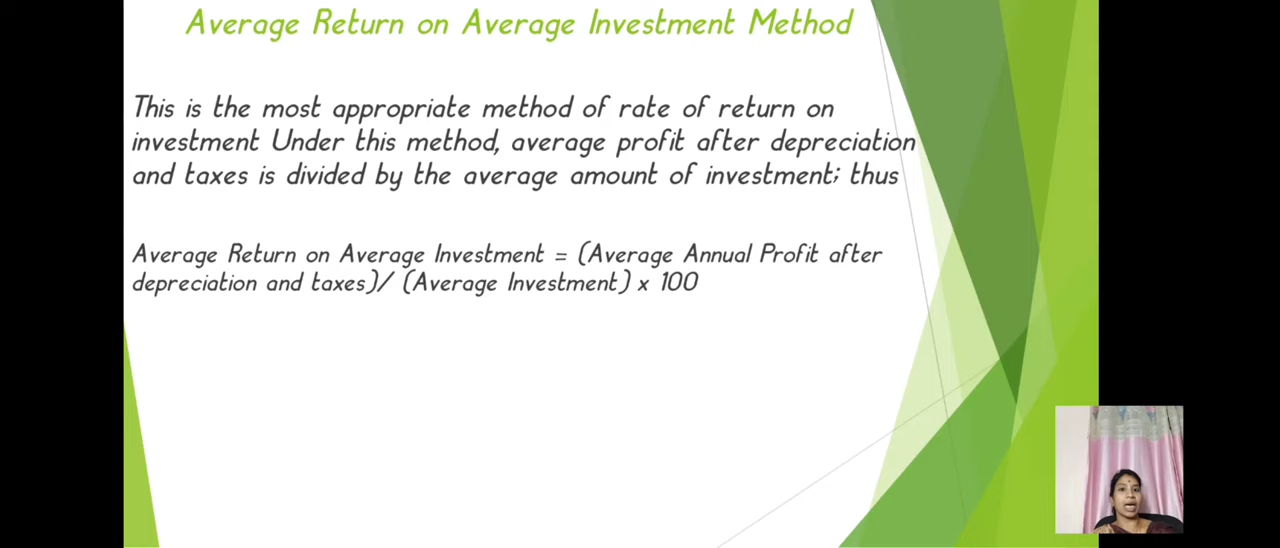 Average Return on Average Investment Method
This is the most appropriate method of rate of return on
investment Under this method, average profit after depreciation
and taxes is divided by the average amount of investment; thus
Average Return on Average Investment = (Average Annual Profit after
depreciation and taxes)/ (Average Investment) x 100